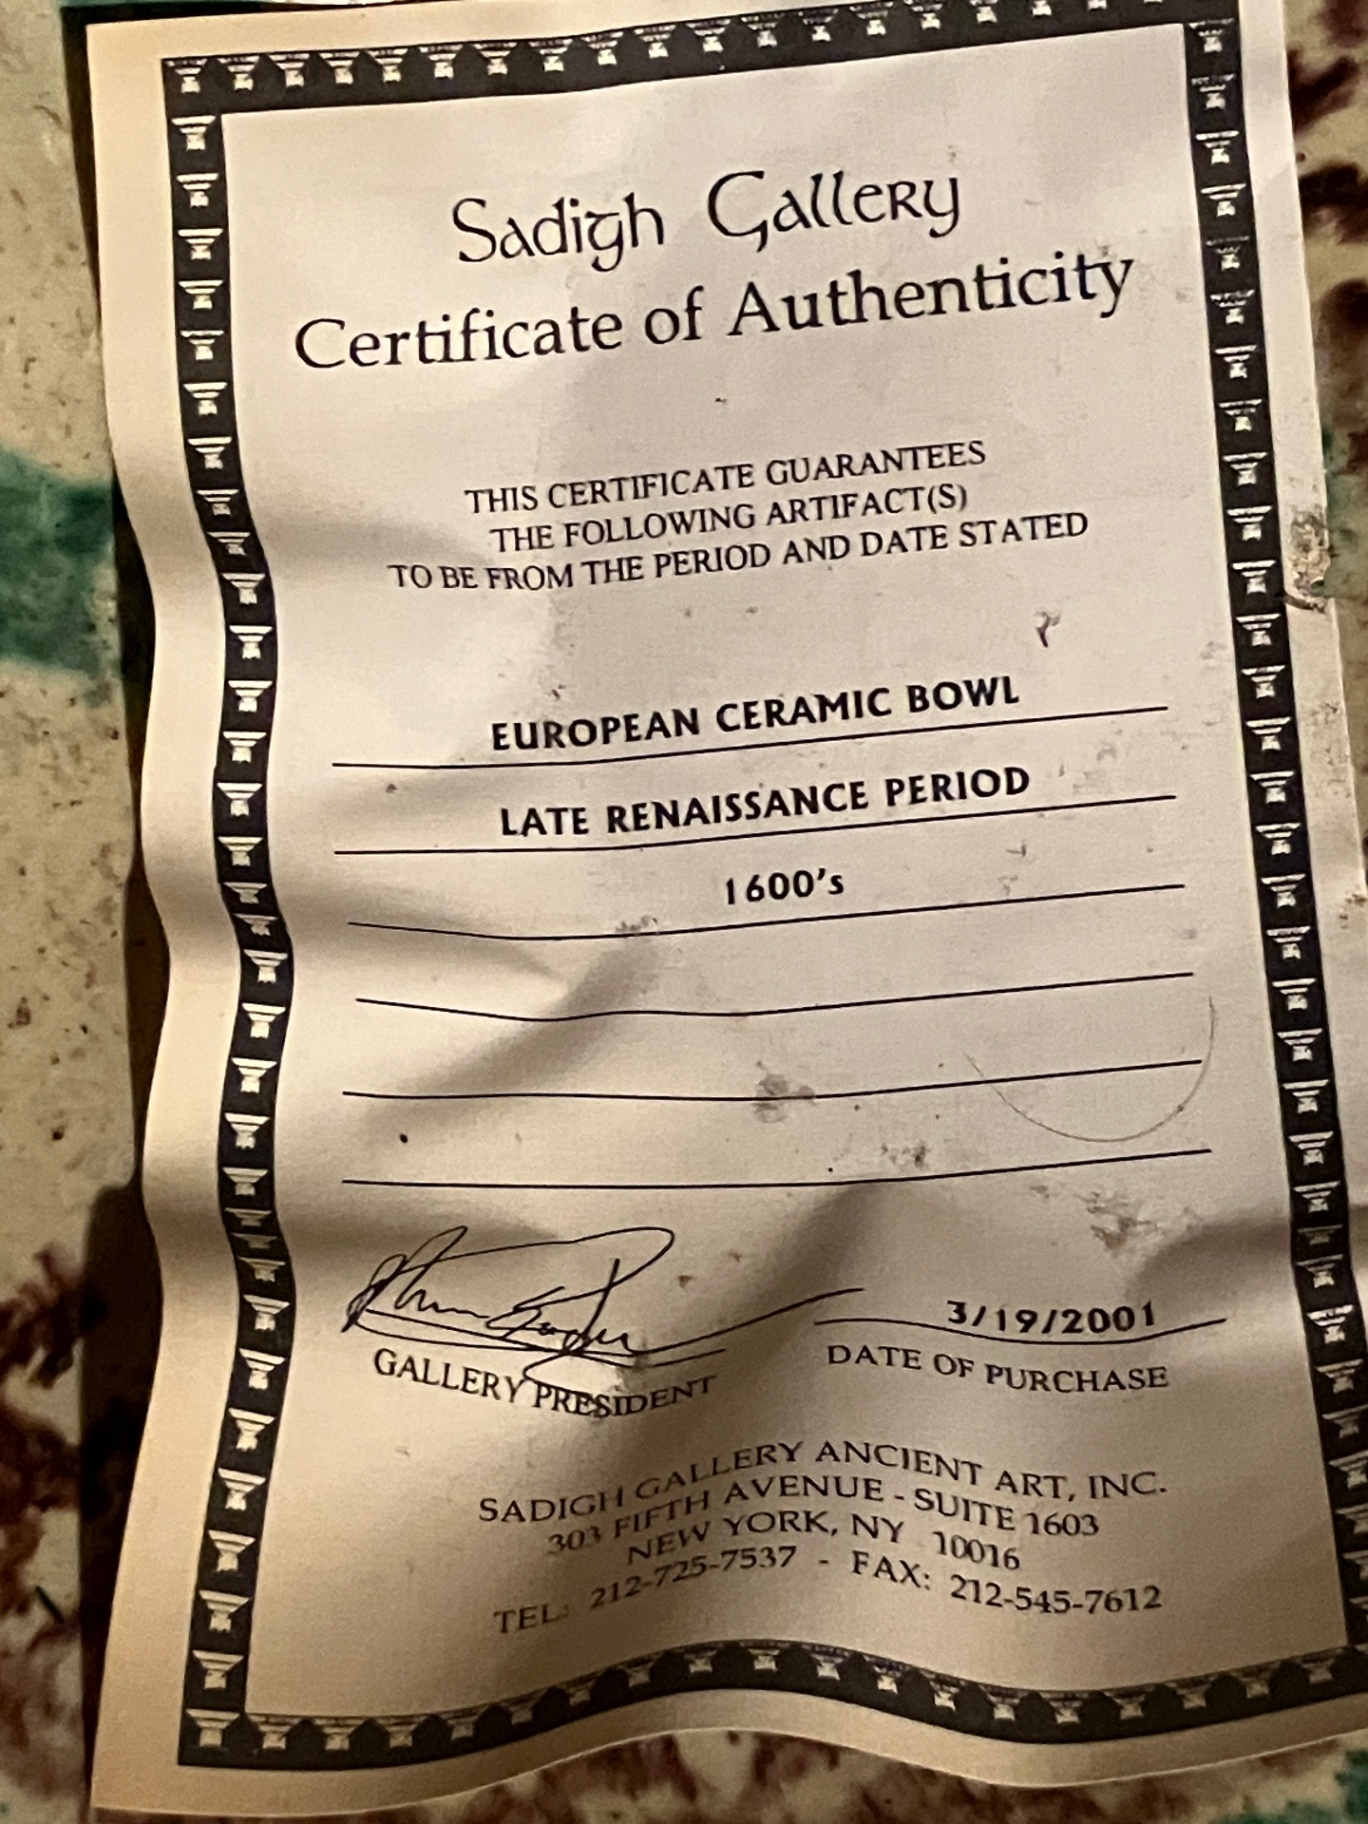 Sadigh Gallery
Certificate of Authenticity
THIS CERTIFICATE GUARANTEES
THE FOLLOWING ARTIFACT(S)
TO BE FROM THE PERIOD AND DATE STATED
EUROPEAN CERAMIC BOWL
LATE RENAISSANCE PERIOD
1600's
3/19/2001
GALLERY PRESIDENT
DATE OF PURCHASE
SADIGH GALLERY ANCIENT ART, INC.
303 FIFTH AVENUE - SUITE 1603
NEW YORK, NY 10016
TEL: 212-725-7537 - FAX: 212-545-7612